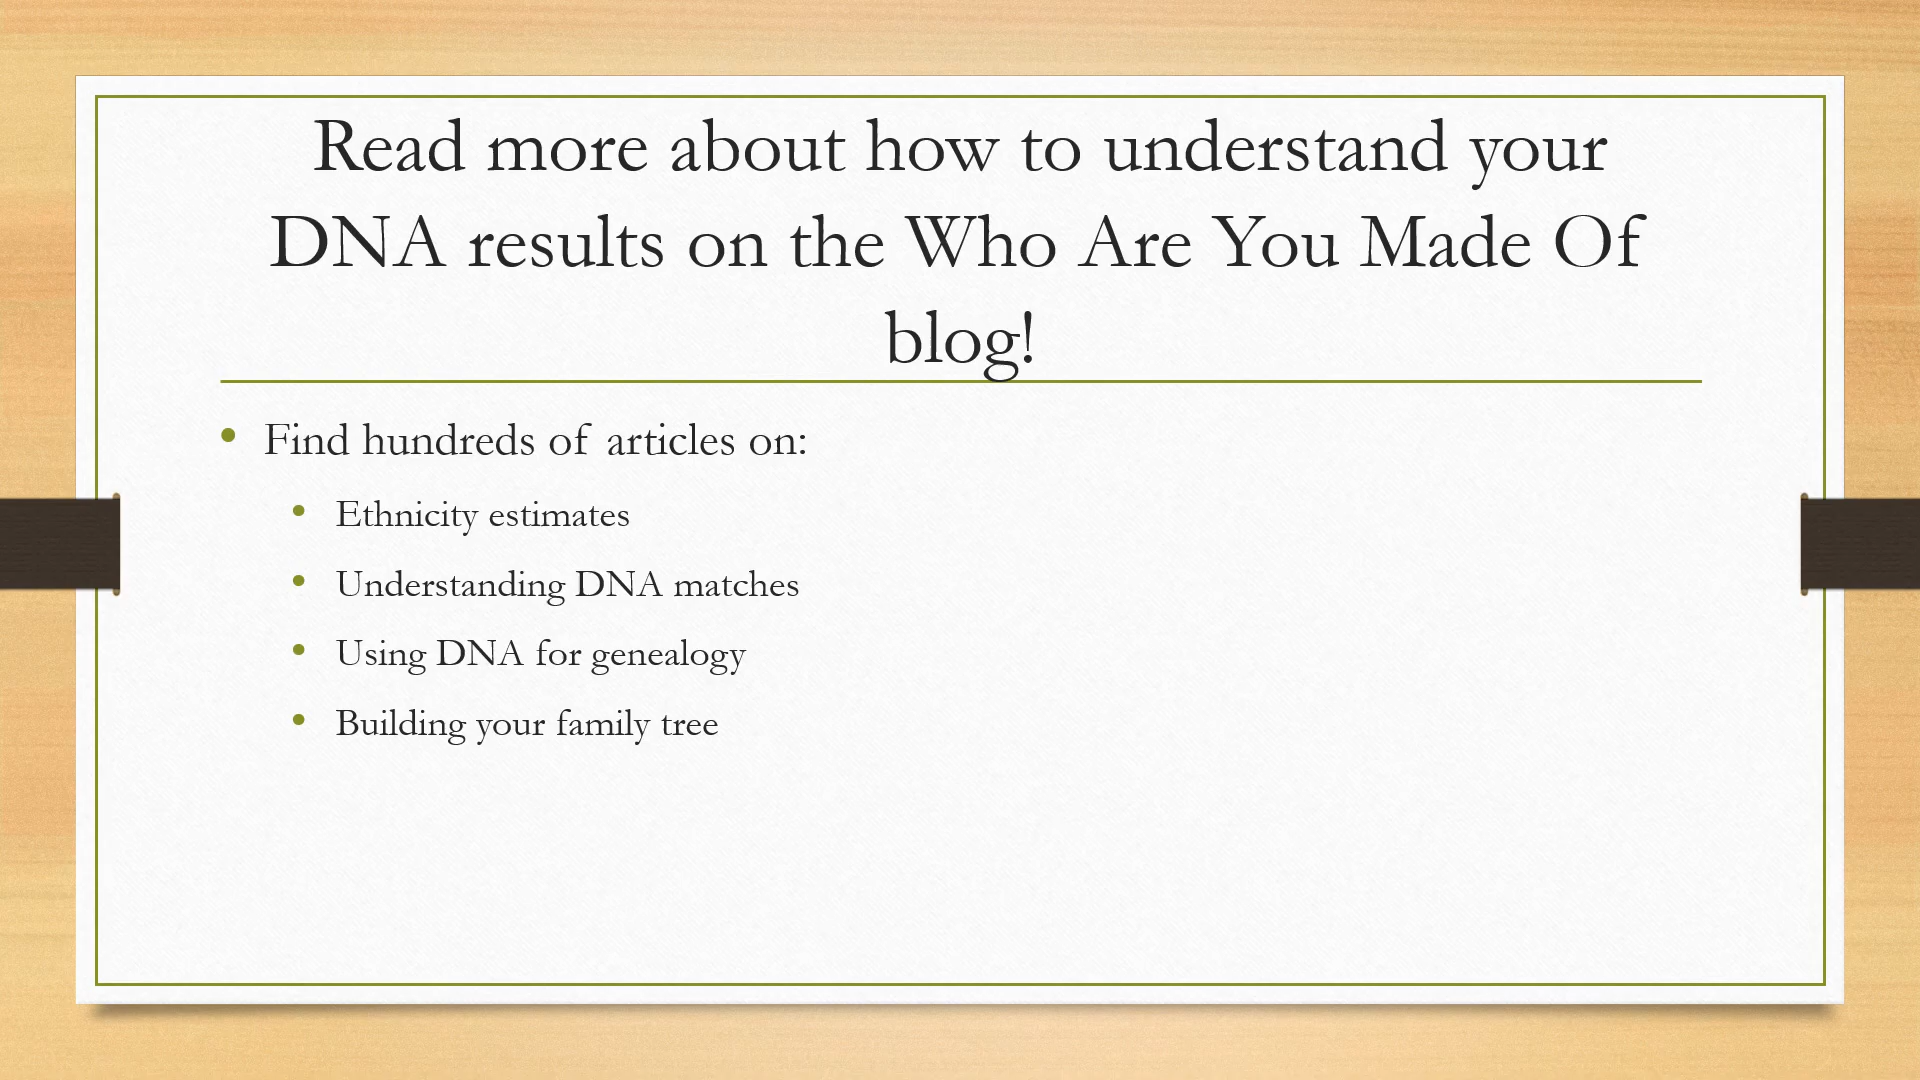 Read more about how to understand your
DNA results on the Who Are You Made Of
blog!
• Find hundreds of articles on:
• Ethnicity estimates
• Understanding DNA matches
• Using DNA for genealogy
• Building your family tree